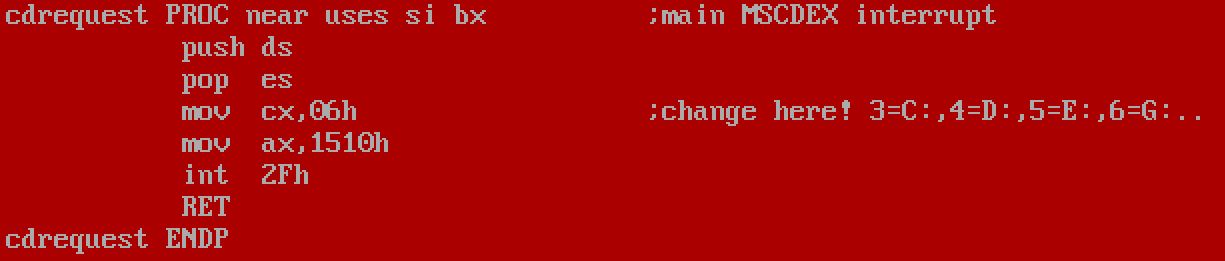 cdrequest PROC near uses si bx ;main MSCDEX interrupt
push ds
pop es
mov cx,06h ;change here! 3=C:,4=D:,5=E:,6=G:..
mov ax,1510h
int 2Fh
RET
cdrequest ENDP